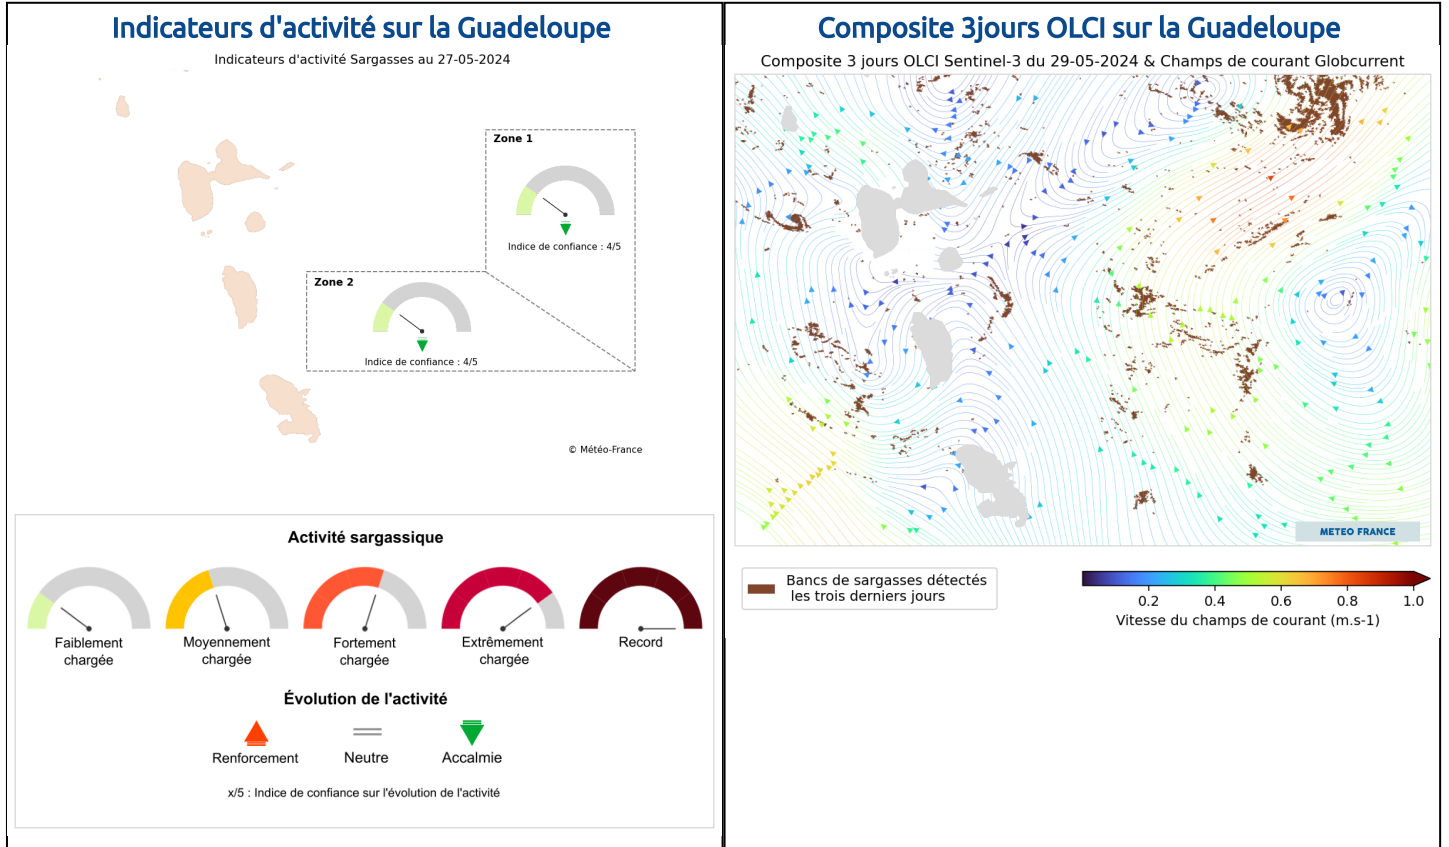 Indicateurs d'activité sur la Guadeloupe
Indicateurs d'activité Sargasses au 27-05-2024
Zone 1
Indice de confiance : 4/5
Zone 2
Indice de confiance : 4/5
© Météo-France
Activité sargassique
Faiblement
chargée
Moyennement
chargée
Fortement
chargée
Extrêmement
chargée
Record
Évolution de l'activité
Renforcement
Neutre
Accalmie
x/5 : Indice de confiance sur l'évolution de l'activité
Composite 3jours OLCI sur la Guadeloupe
Composite 3 jours OLCI Sentinel-3 du 29-05-2024 & Champs de courant Globcurrent
METEO FRANCE
Bancs de sargasses détectés
les trois derniers jours
0.2 0.4 0.6 0.8 1.0
Vitesse du champs de courant (m.s-1)